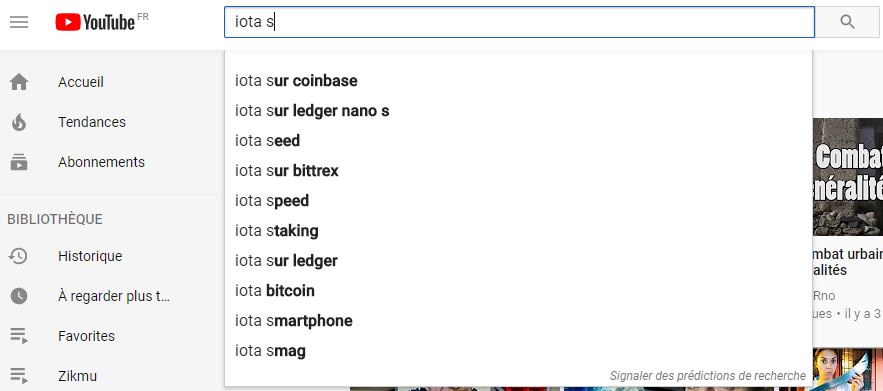 YouTube FR
iota s
Accueil
Tendances
Abonnements
BIBLIOTHÈQUE
Historique
À regarder plus t...
Favorites
Zikmu
iota sur coinbase
iota sur ledger nano s
iota seed
iota sur bittrex
iota speed
iota staking
iota sur ledger
iota bitcoin
iota smartphone
iota smag
Signaler des prédictions de recherche
Combat
néralité
mbat urbain
alités
Rno
ues • il y a 3